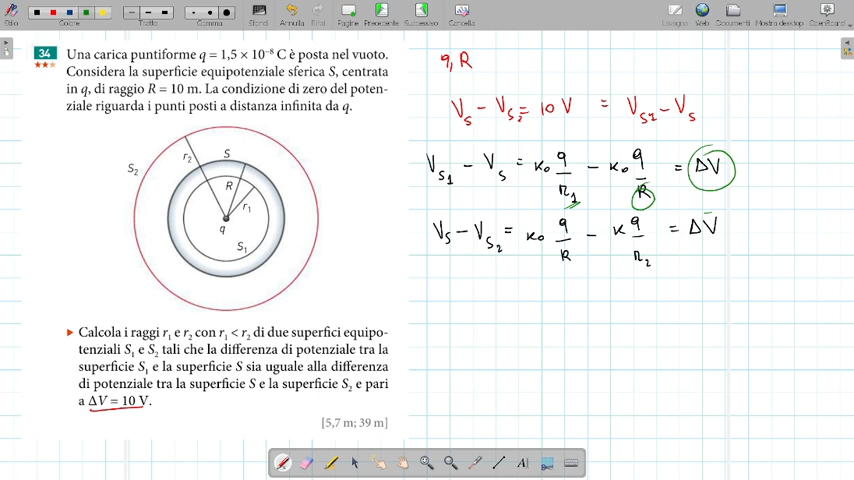 Stilo Colore Tratto Gomma Sfondi Annulla Rifai Pagine Precedente Successivo Cancella Lavagna Web Documenti Mostra desktop OpenBoard
34 Una carica puntiforme q = 1,5 × 10⁻⁸ C è posta nel vuoto.
★★ Considera la superficie equipotenziale sferica S, centrata
in q, di raggio R = 10 m. La condizione di zero del poten-
ziale riguarda i punti posti a distanza infinita da q.
S₂ r₂ S
R r₁
q S₁
▶ Calcola i raggi r₁ e r₂ con r₁ < r₂ di due superfici equipo-
tenziali S₁ e S₂ tali che la differenza di potenziale tra la
superficie S₁ e la superficie S sia uguale alla differenza
di potenziale tra la superficie S e la superficie S₂ e pari
a ΔV = 10 V.
[5,7 m; 39 m]
q, R
V_S − V_S₂ = 10 V = V_S₁ − V_S
V_S₁ − V_S = K₀ q/r₁ − K₀ q/R = ΔV
V_S − V_S₂ = K₀ q/R − K q/r₂ = ΔV